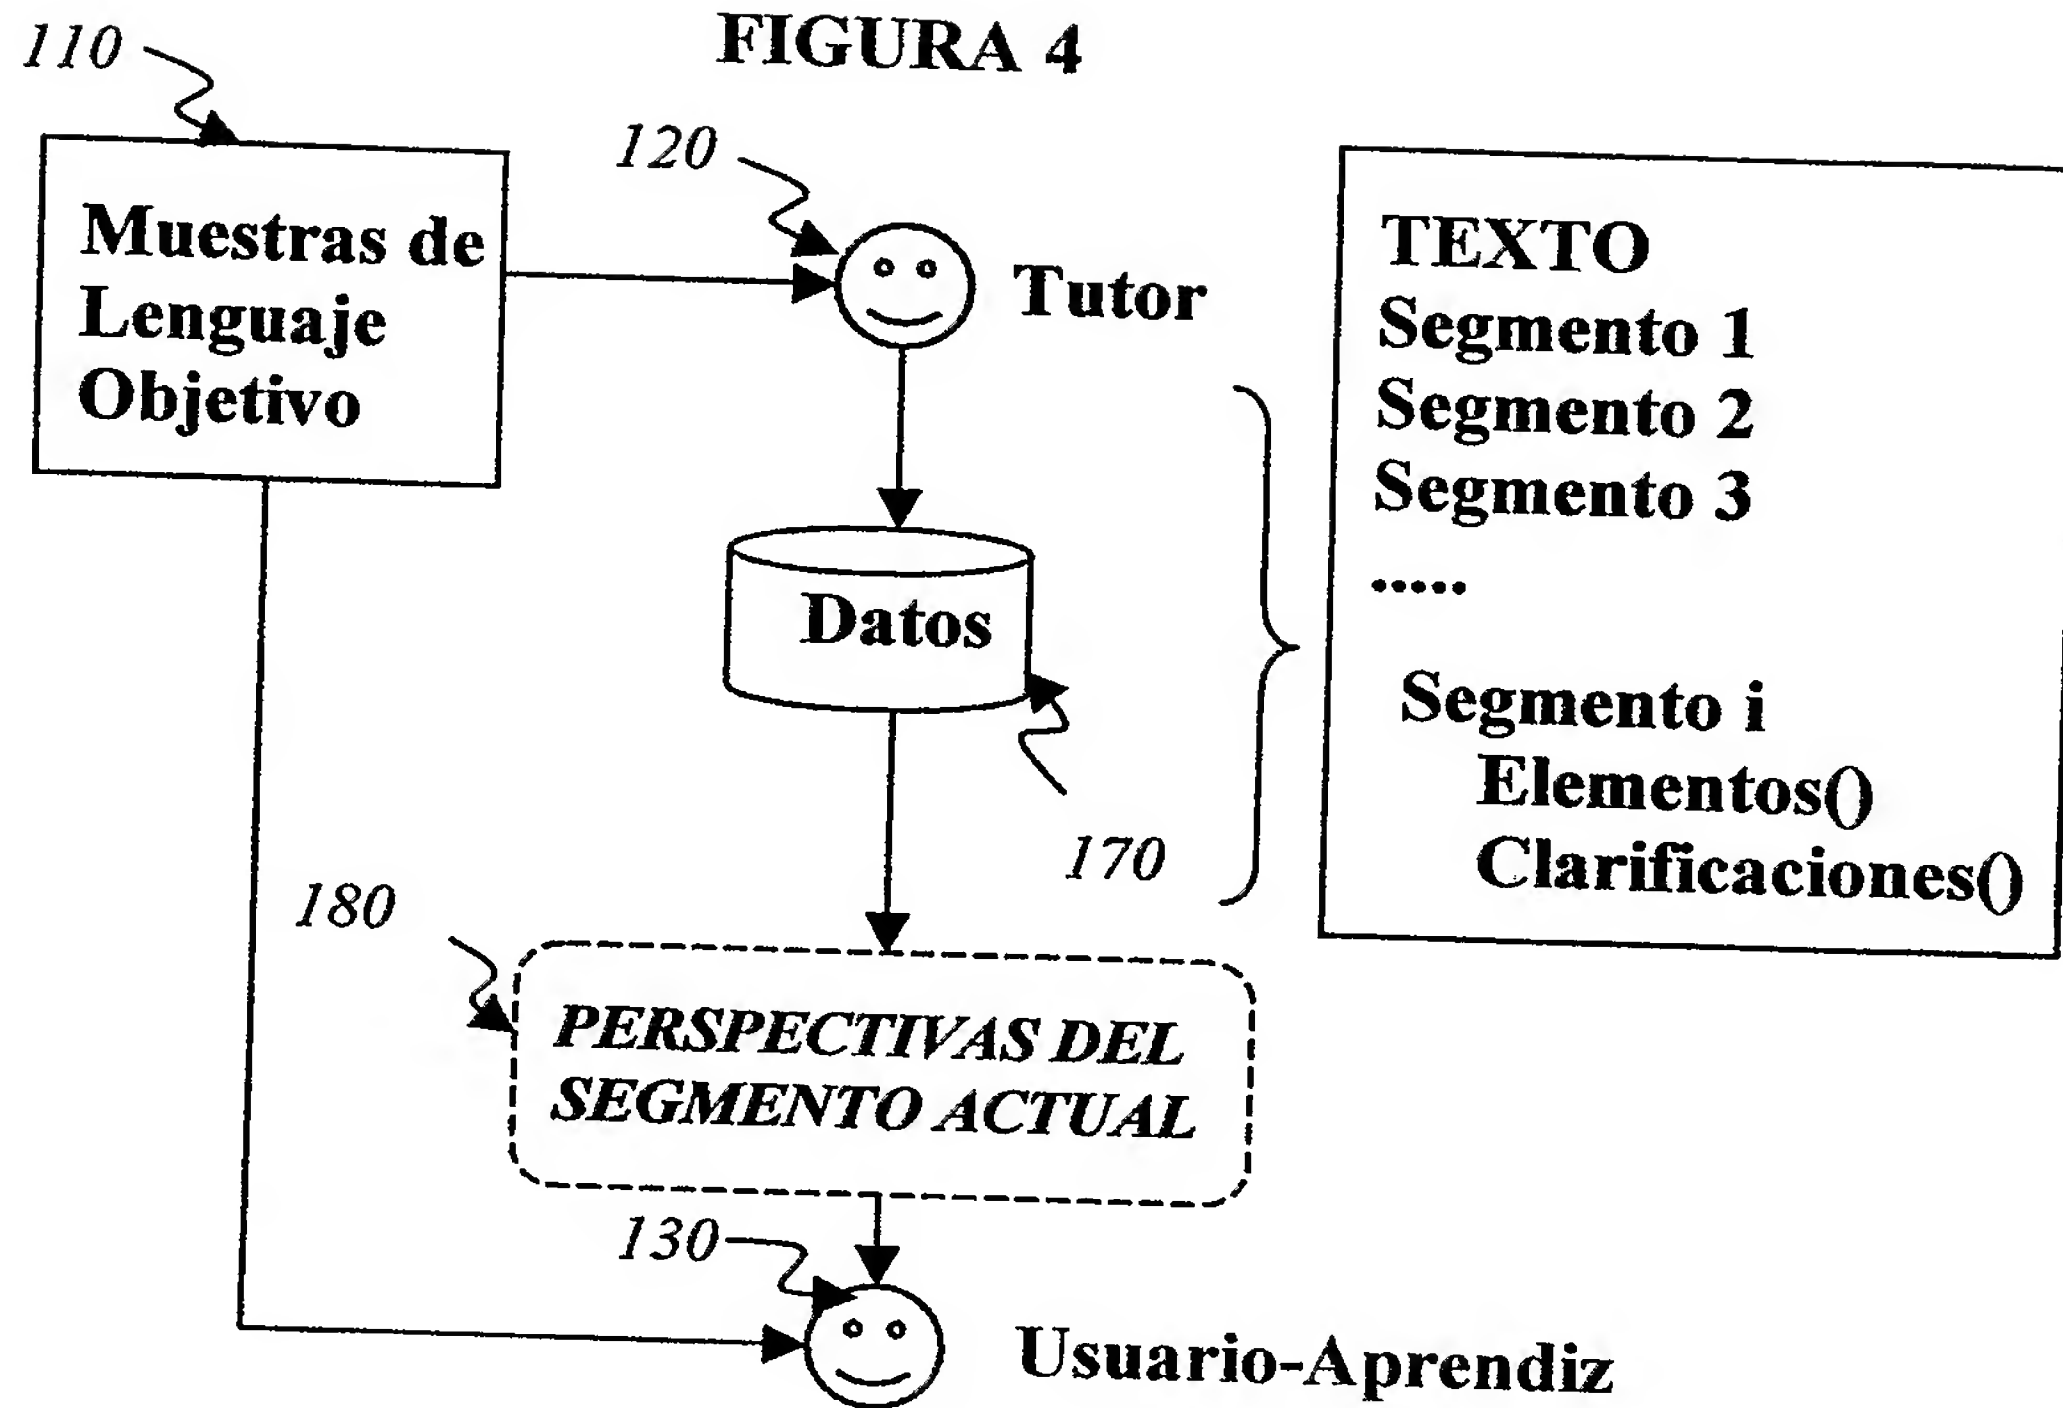 FIGURA 4
110
Muestras de
Lenguaje
Objetivo
120
Tutor
Datos
170
TEXTO
Segmento 1
Segmento 2
Segmento 3
.....
Segmento i
Elementos()
Clarificaciones()
180
PERSPECTIVAS DEL
SEGMENTO ACTUAL
130
Usuario-Aprendiz